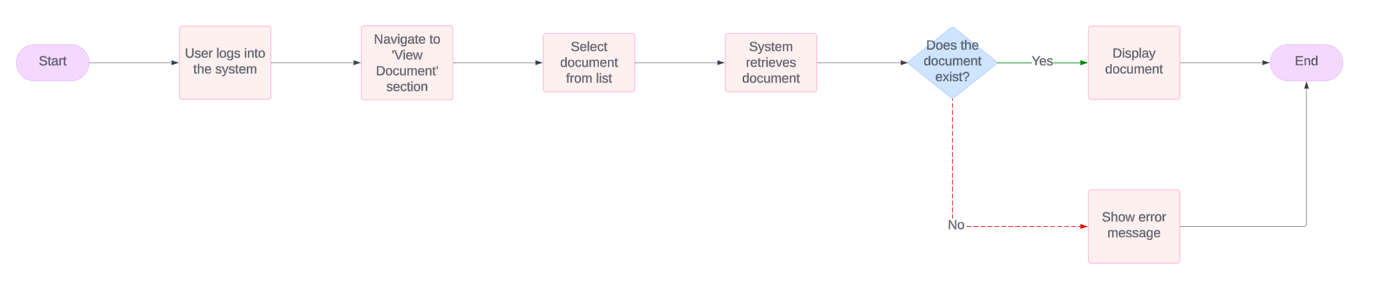 Start
User logs into
the system
Navigate to
'View
Document'
section
Select
document
from list
System
retrieves
document
Does the
document
exist?
Yes
Display
document
End
No
Show error
message